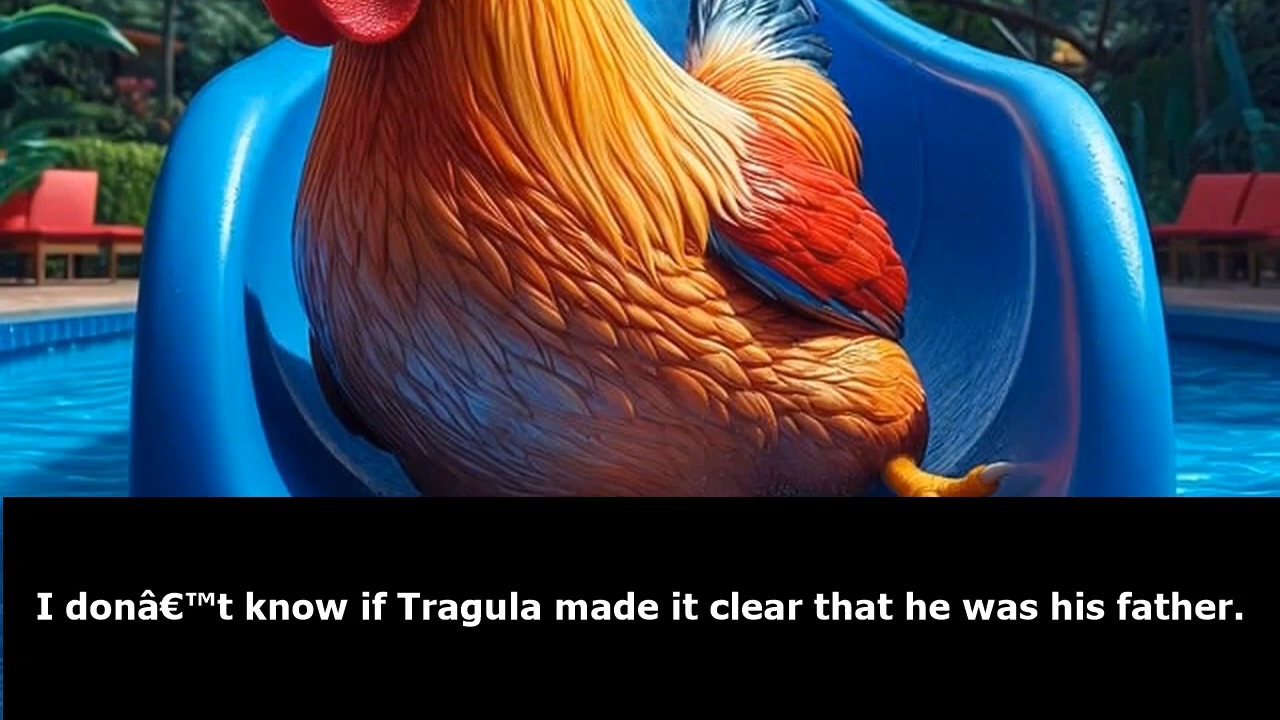 I donâ€™t know if Tragula made it clear that he was his father.